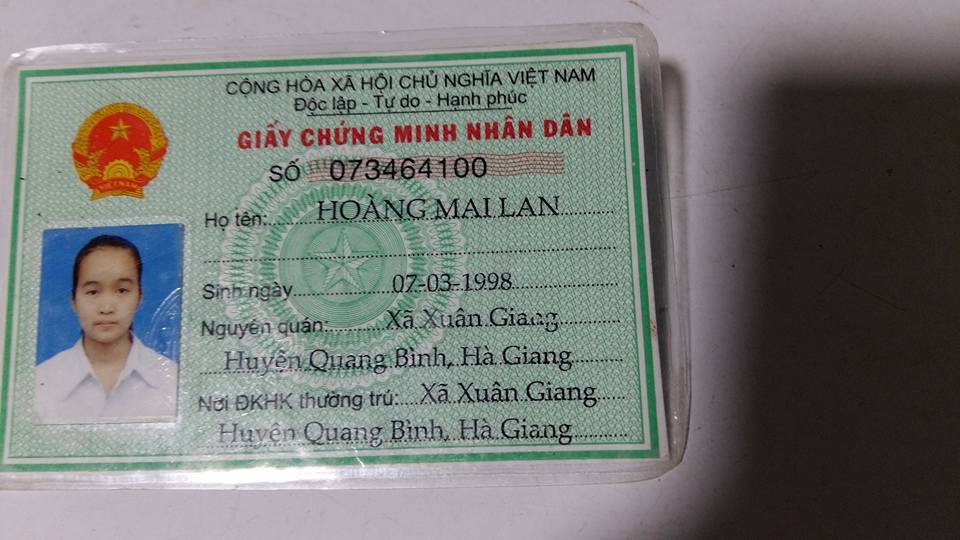 CỘNG HÒA XÃ HỘI CHỦ NGHĨA VIỆT NAM
Độc lập - Tự do - Hạnh phúc
GIẤY CHỨNG MINH NHÂN DÂN
SỐ 073464100
Họ tên: HOÀNG MAI LAN
Sinh ngày 07-03-1998
Nguyên quán: Xã Xuân Giang
Huyện Quang Bình, Hà Giang
Nơi ĐKHK thường trú: Xã Xuân Giang
Huyện Quang Bình, Hà Giang
VIỆT NAM